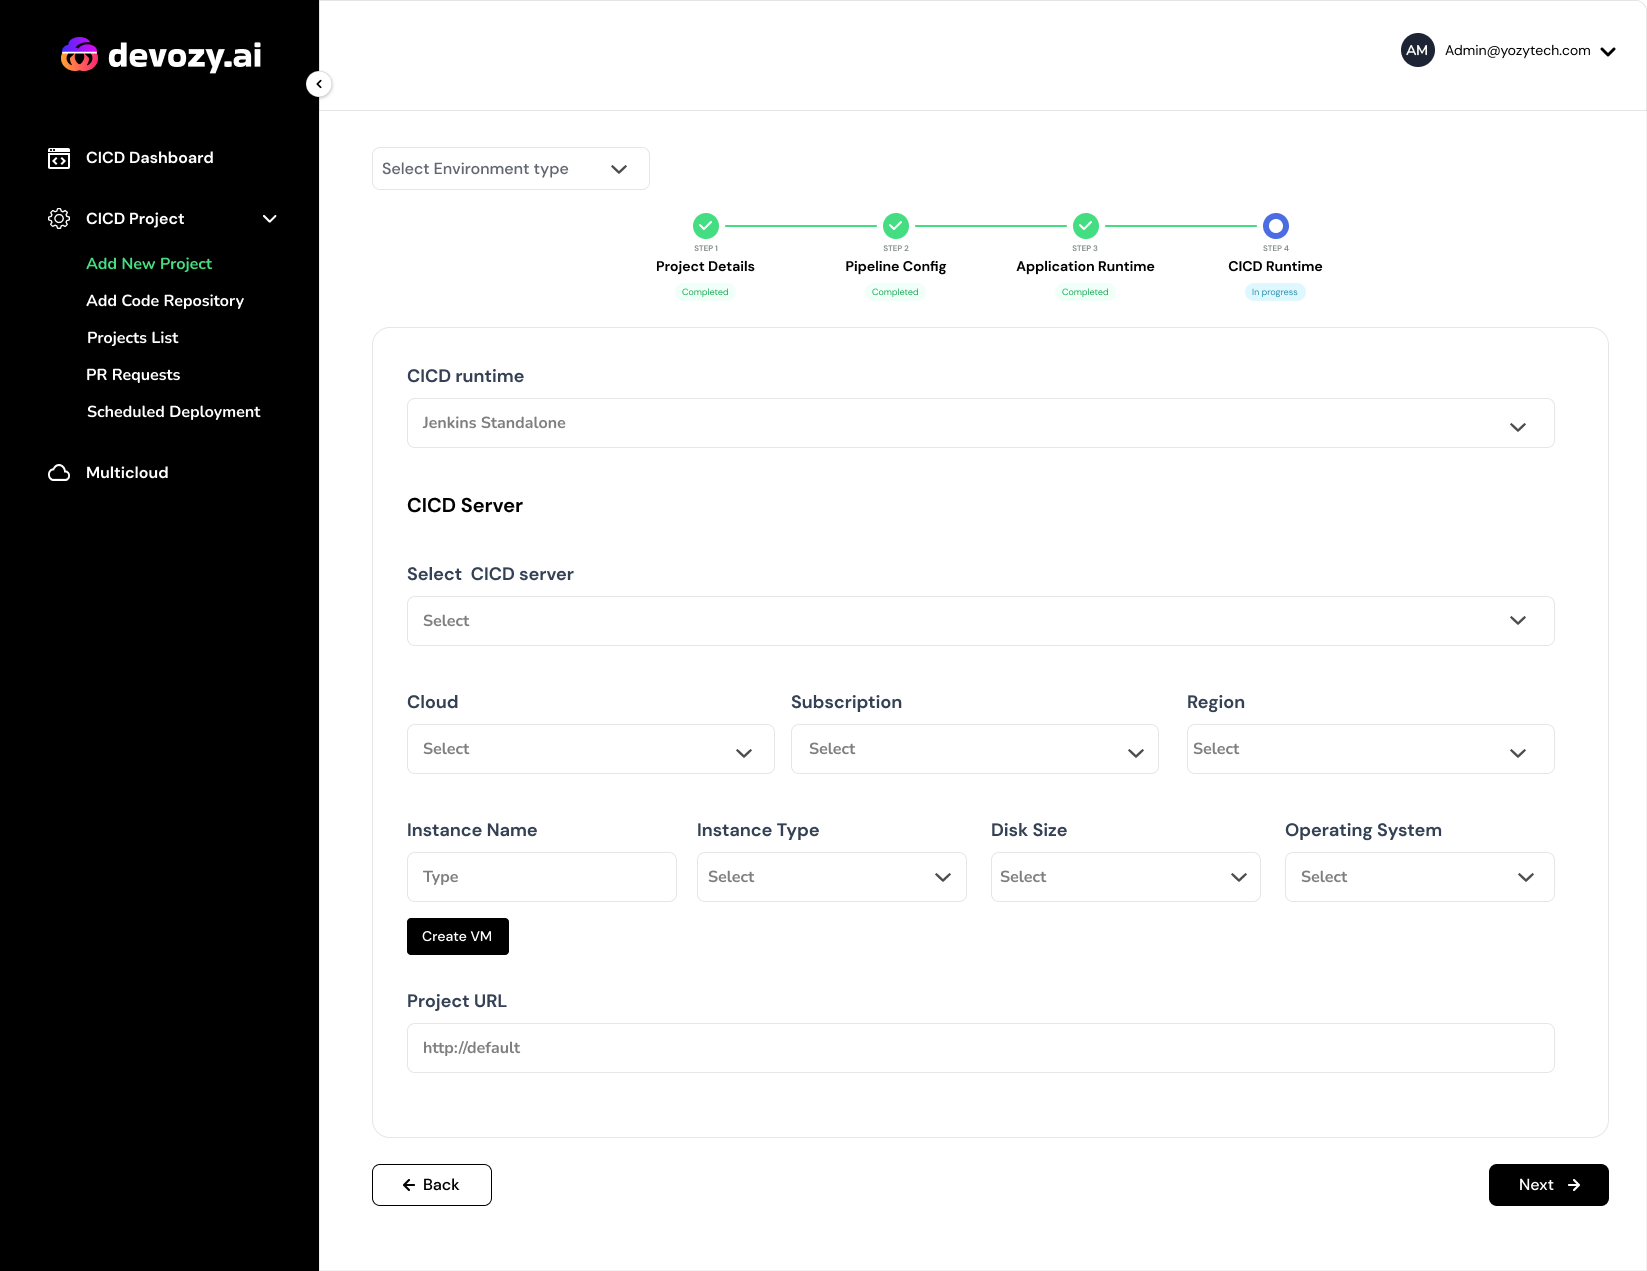 devozy.ai
AM Admin@yozytech.com
CICD Dashboard
CICD Project
Add New Project
Add Code Repository
Projects List
PR Requests
Scheduled Deployment
Multicloud
Select Environment type
STEP 1 STEP 2 STEP 3 STEP 4
Project Details Pipeline Config Application Runtime CICD Runtime
Completed Completed Completed In progress
CICD runtime
Jenkins Standalone
CICD Server
Select CICD server
Select
Cloud Subscription Region
Select Select Select
Instance Name Instance Type Disk Size Operating System
Type Select Select Select
Create VM
Project URL
http://default
Back Next